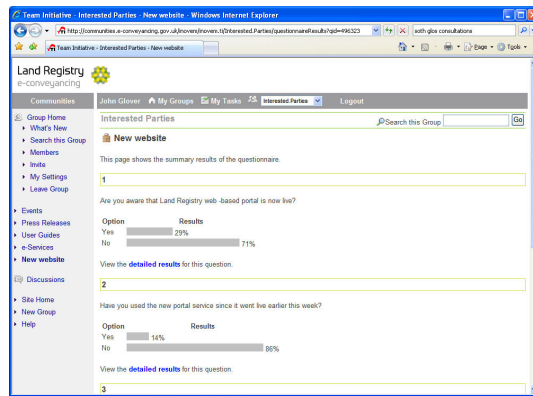 Team Initiative - Interested Parties - New website - Windows Internet Explorer
http://communities.e-conveyancing.gov.uk/inovem/inovem.ti/Interested.Parties/questionnaireResults?qid=496323
soth glos consultations
Team Initiative - Interested Parties - New website
Page
Tools
Land Registry
e-conveyancing
Communities
John Glover My Groups My Tasks Interested.Parties Logout
Group Home
What's New
Search this Group
Members
Invite
My Settings
Leave Group
Events
Press Releases
User Guides
e-Services
New website
Discussions
Site Home
New Group
Help
Interested Parties
Search this Group Go
New website
This page shows the summary results of the questionnaire.
1
Are you aware that Land Registry web -based portal is now live?
Option Results
Yes 29%
No 71%
View the detailed results for this question.
2
Have you used the new portal service since it went live earlier this week?
Option Results
Yes 14%
No 86%
View the detailed results for this question.
3